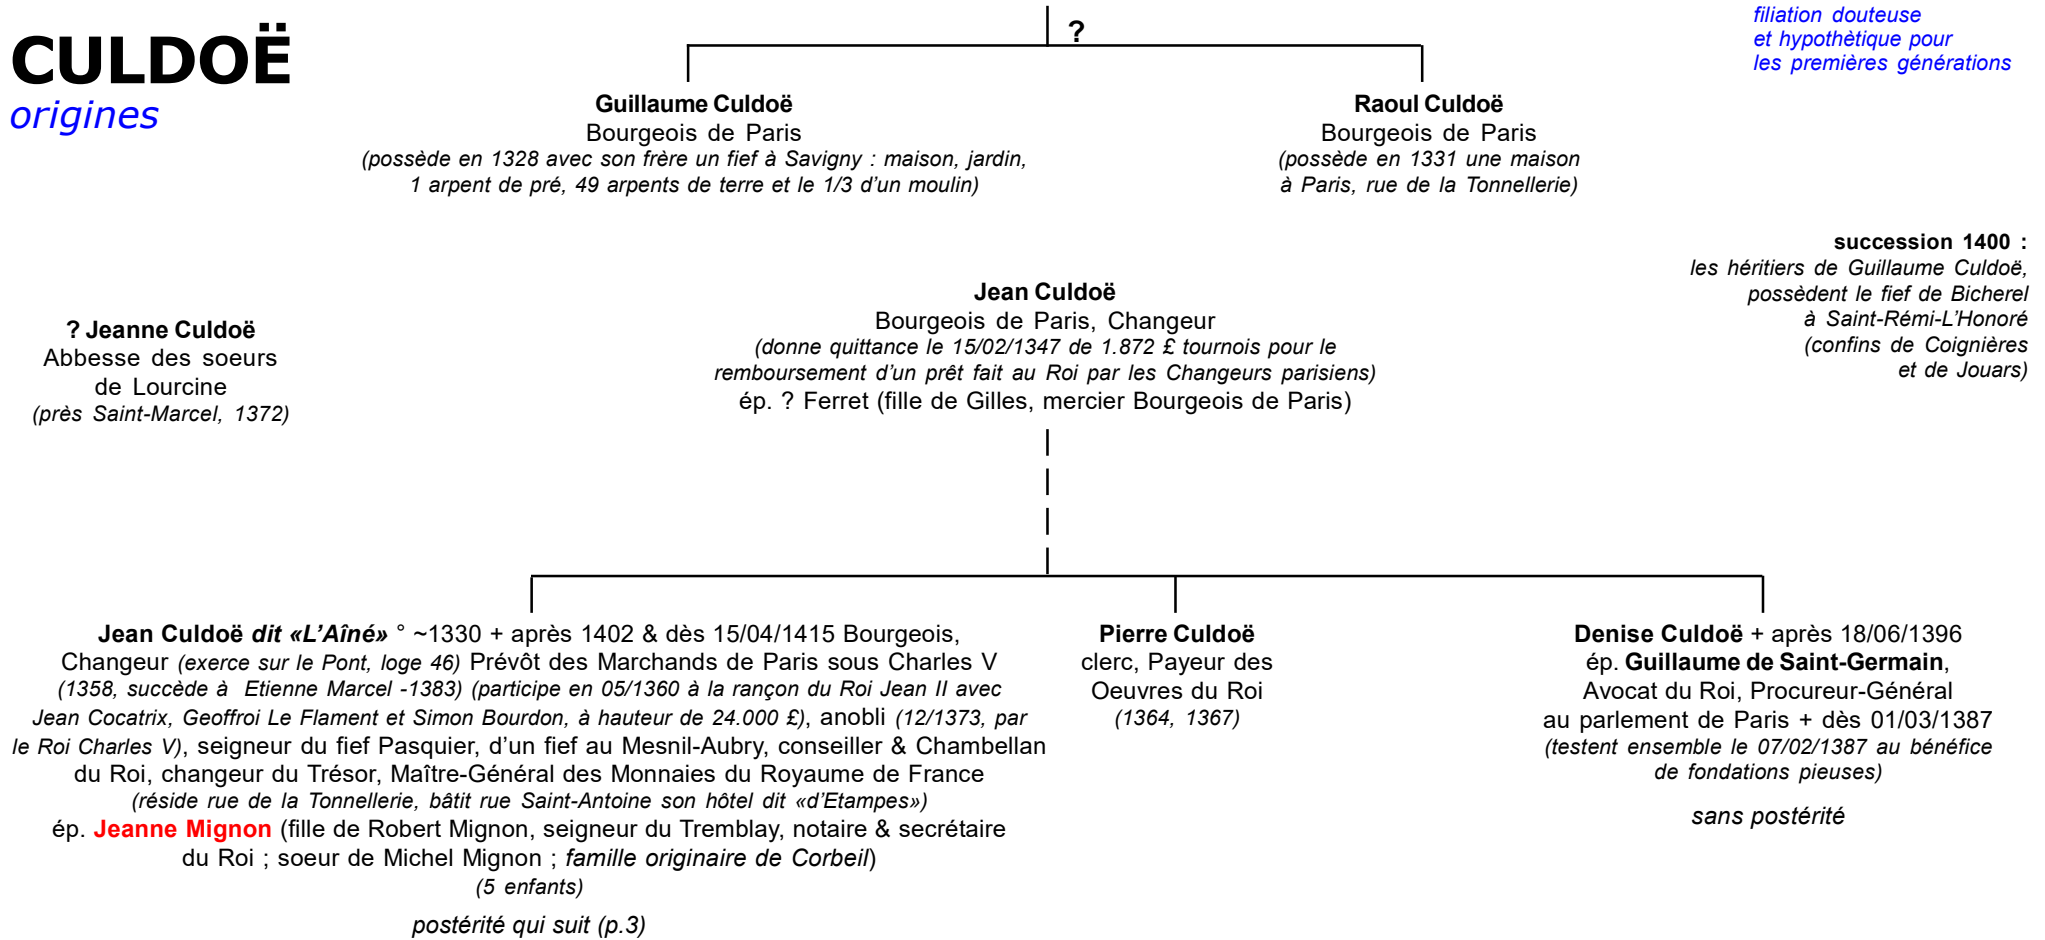 CULDOË
origines
?
filiation douteuse
et hypothètique pour
les premières générations
Guillaume Culdoë
Bourgeois de Paris
(possède en 1328 avec son frère un fief à Savigny : maison, jardin,
1 arpent de pré, 49 arpents de terre et le 1/3 d'un moulin)
Raoul Culdoë
Bourgeois de Paris
(possède en 1331 une maison
à Paris, rue de la Tonnellerie)
succession 1400 :
les héritiers de Guillaume Culdoë,
possèdent le fief de Bicherel
à Saint-Rémi-L'Honoré
(confins de Coignières
et de Jouars)
? Jeanne Culdoë
Abbesse des soeurs
de Lourcine
(près Saint-Marcel, 1372)
Jean Culdoë
Bourgeois de Paris, Changeur
(donne quittance le 15/02/1347 de 1.872 £ tournois pour le
remboursement d'un prêt fait au Roi par les Changeurs parisiens)
ép. ? Ferret (fille de Gilles, mercier Bourgeois de Paris)
Jean Culdoë dit «L'Aîné» ° ~1330 + après 1402 & dès 15/04/1415 Bourgeois,
Changeur (exerce sur le Pont, loge 46) Prévôt des Marchands de Paris sous Charles V
(1358, succède à Etienne Marcel -1383) (participe en 05/1360 à la rançon du Roi Jean II avec
Jean Cocatrix, Geoffroi Le Flament et Simon Bourdon, à hauteur de 24.000 £), anobli (12/1373, par
le Roi Charles V), seigneur du fief Pasquier, d'un fief au Mesnil-Aubry, conseiller & Chambellan
du Roi, changeur du Trésor, Maître-Général des Monnaies du Royaume de France
(réside rue de la Tonnellerie, bâtit rue Saint-Antoine son hôtel dit «d'Etampes»)
ép. Jeanne Mignon (fille de Robert Mignon, seigneur du Tremblay, notaire & secrétaire
du Roi ; soeur de Michel Mignon ; famille originaire de Corbeil)
(5 enfants)
postérité qui suit (p.3)
Pierre Culdoë
clerc, Payeur des
Oeuvres du Roi
(1364, 1367)
Denise Culdoë + après 18/06/1396
ép. Guillaume de Saint-Germain,
Avocat du Roi, Procureur-Général
au parlement de Paris + dès 01/03/1387
(testent ensemble le 07/02/1387 au bénéfice
de fondations pieuses)
sans postérité